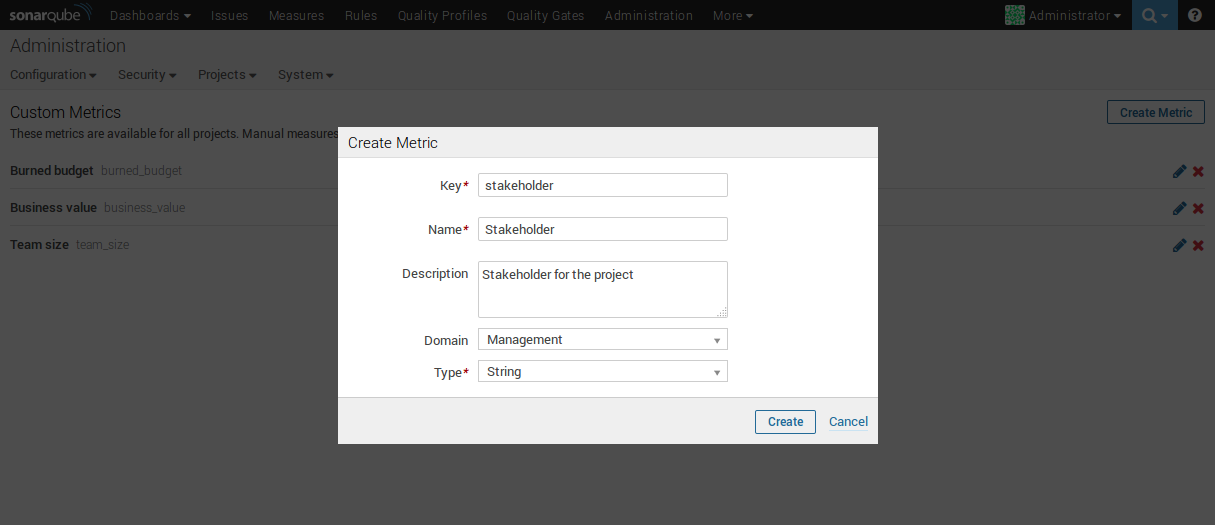 sonarqube Dashboards Issues Measures Rules Quality Profiles Quality Gates Administration More Administrator ?
Administration
Configuration Security Projects System
Custom Metrics Create Metric
These metrics are available for all projects. Manual measures
Burned budget burned_budget
Business value business_value
Team size team_size
Create Metric
Key* stakeholder
Name* Stakeholder
Description Stakeholder for the project
Domain Management
Type* String
Create Cancel